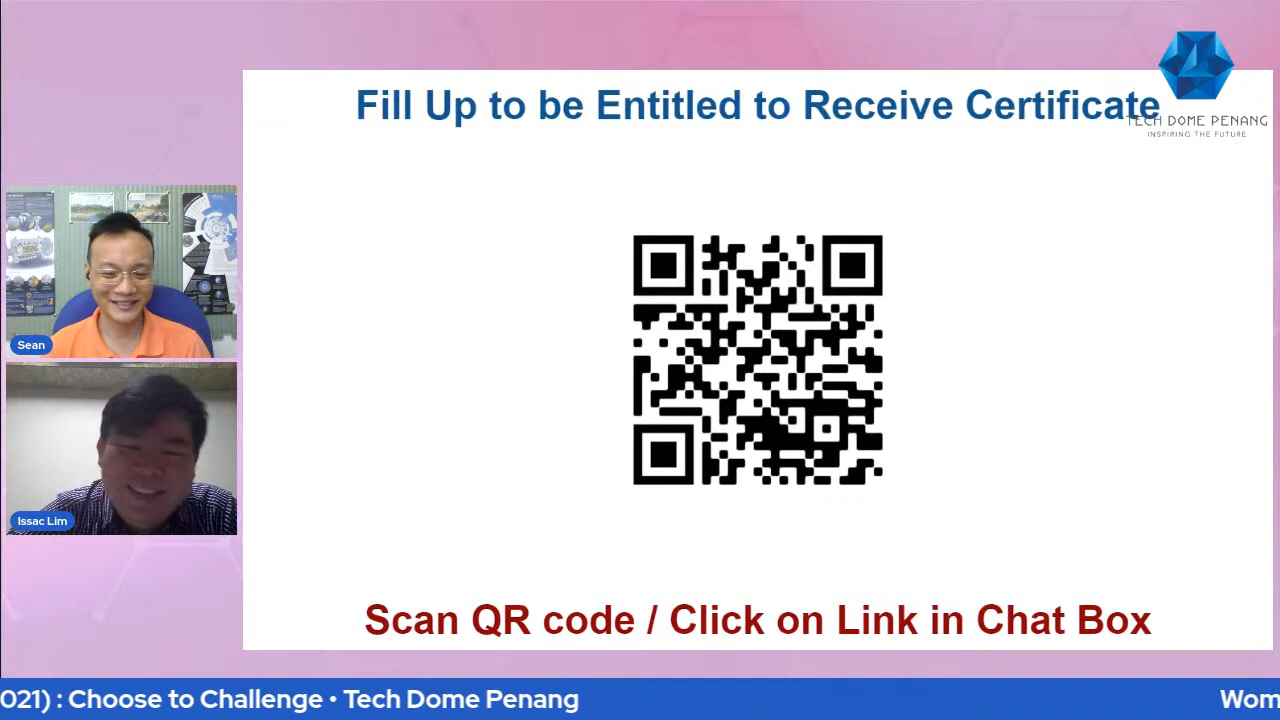 Fill Up to be Entitled to Receive Certificate
TECH DOME PENANG
INSPIRING THE FUTURE
Sean
Issac Lim
Scan QR code / Click on Link in Chat Box
021) : Choose to Challenge • Tech Dome Penang
Wom